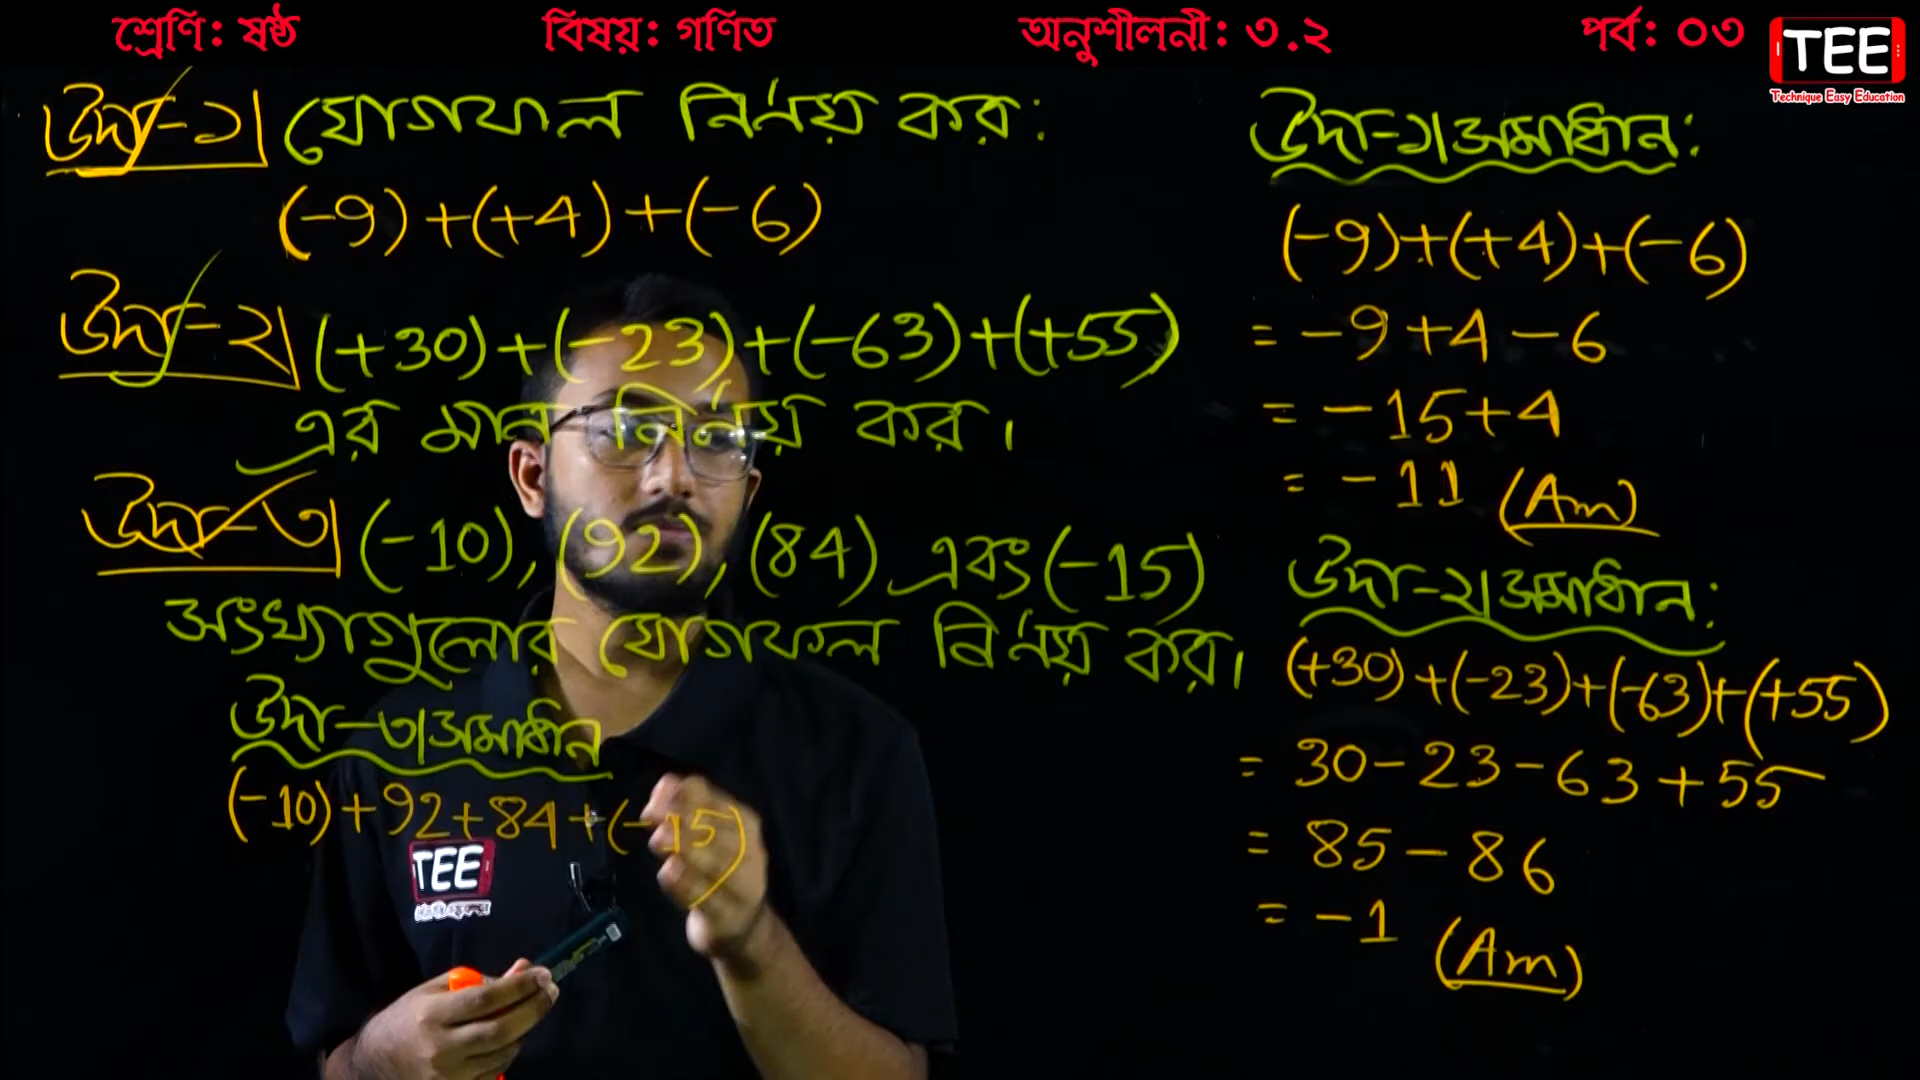 শ্রেণি: ষষ্ঠ বিষয়: গণিত অনুশীলনী: ৩.২ পর্ব: ০৩
TEE
Technique Easy Education
উদা-১। যোগফল নির্ণয় কর:
(-9)+(+4)+(-6)
উদা-২। (+30)+(-23)+(-63)+(+55)
এর মান নির্ণয় কর।
উদা-৩। (-10), (92), (84) এবং (-15)
সংখ্যাগুলোর যোগফল নির্ণয় কর।
উদা-৩। সমাধান
(-10)+92+84+(-15)
TEE
উদা-১। সমাধান:
(-9)+(+4)+(-6)
= -9+4-6
= -15+4
= -11 (Am)
উদা-২। সমাধান:
(+30)+(-23)+(-63)+(+55)
= 30-23-63+55
= 85-86
= -1 (Am)